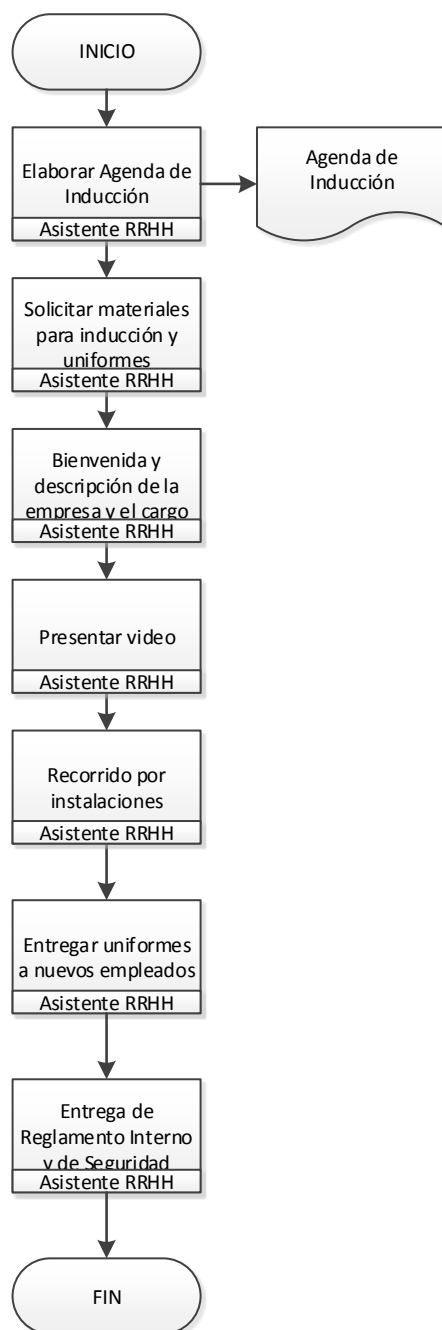 INICIO
Elaborar Agenda de
Inducción
Asistente RRHH
Agenda de
Inducción
Solicitar materiales
para inducción y
uniformes
Asistente RRHH
Bienvenida y
descripción de la
empresa y el cargo
Asistente RRHH
Presentar video
Asistente RRHH
Recorrido por
instalaciones
Asistente RRHH
Entregar uniformes
a nuevos empleados
Asistente RRHH
Entrega de
Reglamento Interno
y de Seguridad
Asistente RRHH
FIN